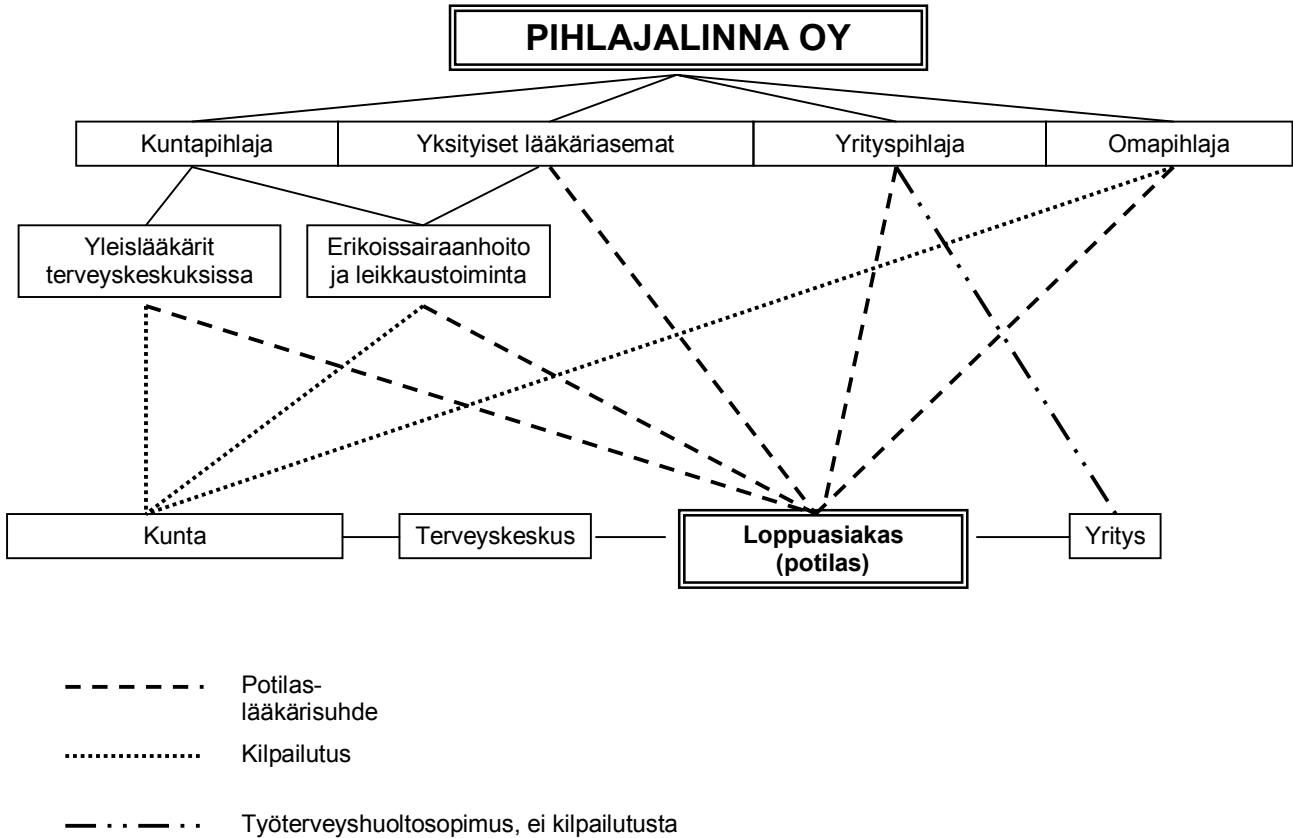 PIHLAJALINNA OY
Kuntapihlaja
Yksityiset lääkäriasemat
Yrityspihlaja
Omapihlaja
Yleislääkärit
terveyskeskuksissa
Erikoissairaanhoito
ja leikkaustoiminta
Kunta
Terveyskeskus
Loppuasiakas
(potilas)
Yritys
Potilas-
lääkärisuhde
Kilpailutus
Työterveyshuoltosopimus, ei kilpailutusta